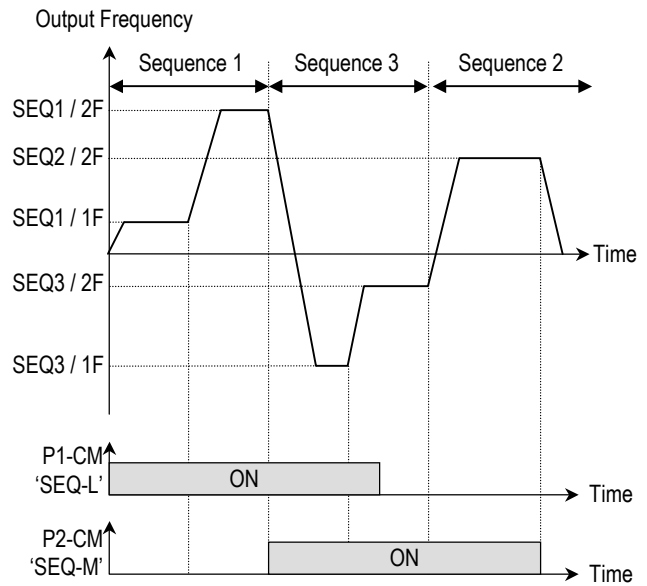 Output Frequency
Sequence 1
Sequence 3
Sequence 2
SEQ1 / 2F
SEQ2 / 2F
SEQ1 / 1F
Time
SEQ3 / 2F
SEQ3 / 1F
P1-CM
‘SEQ-L’
ON
Time
P2-CM
‘SEQ-M’
ON
Time